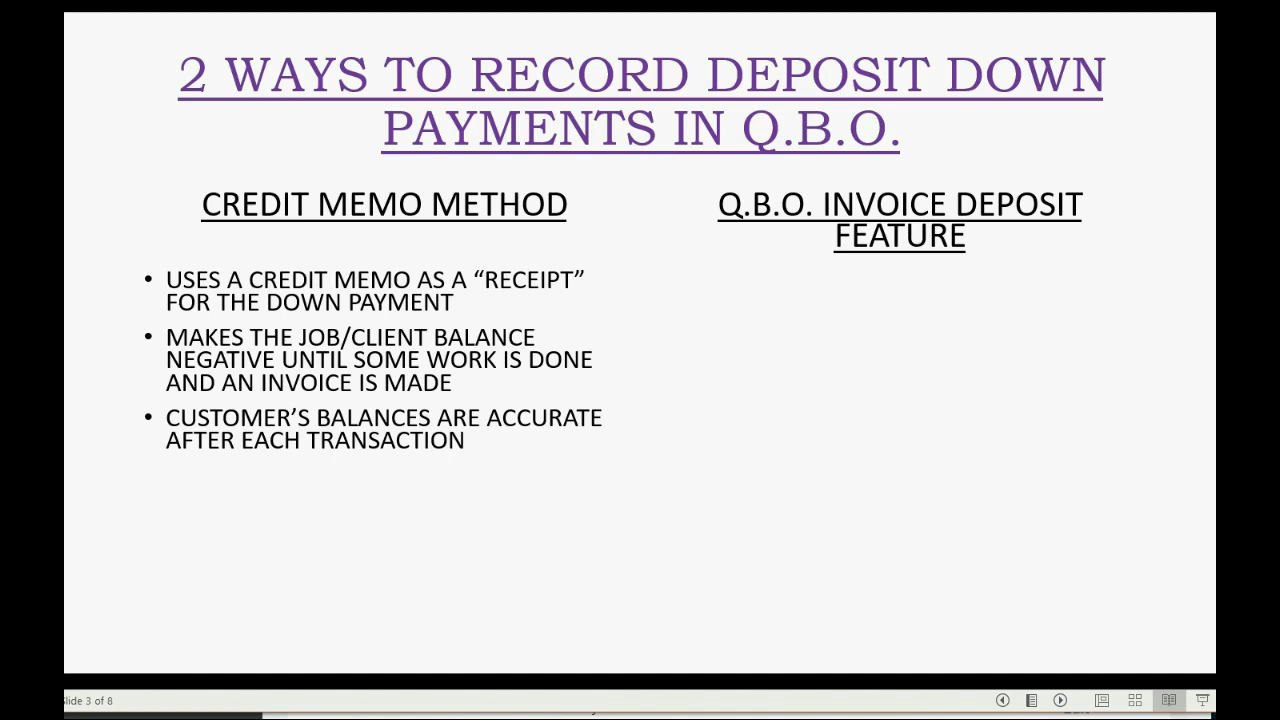 2 WAYS TO RECORD DEPOSIT DOWN
PAYMENTS IN Q.B.O.
CREDIT MEMO METHOD
• USES A CREDIT MEMO AS A “RECEIPT”
FOR THE DOWN PAYMENT
• MAKES THE JOB/CLIENT BALANCE
NEGATIVE UNTIL SOME WORK IS DONE
AND AN INVOICE IS MADE
• CUSTOMER’S BALANCES ARE ACCURATE
AFTER EACH TRANSACTION
Q.B.O. INVOICE DEPOSIT
FEATURE
Slide 3 of 8